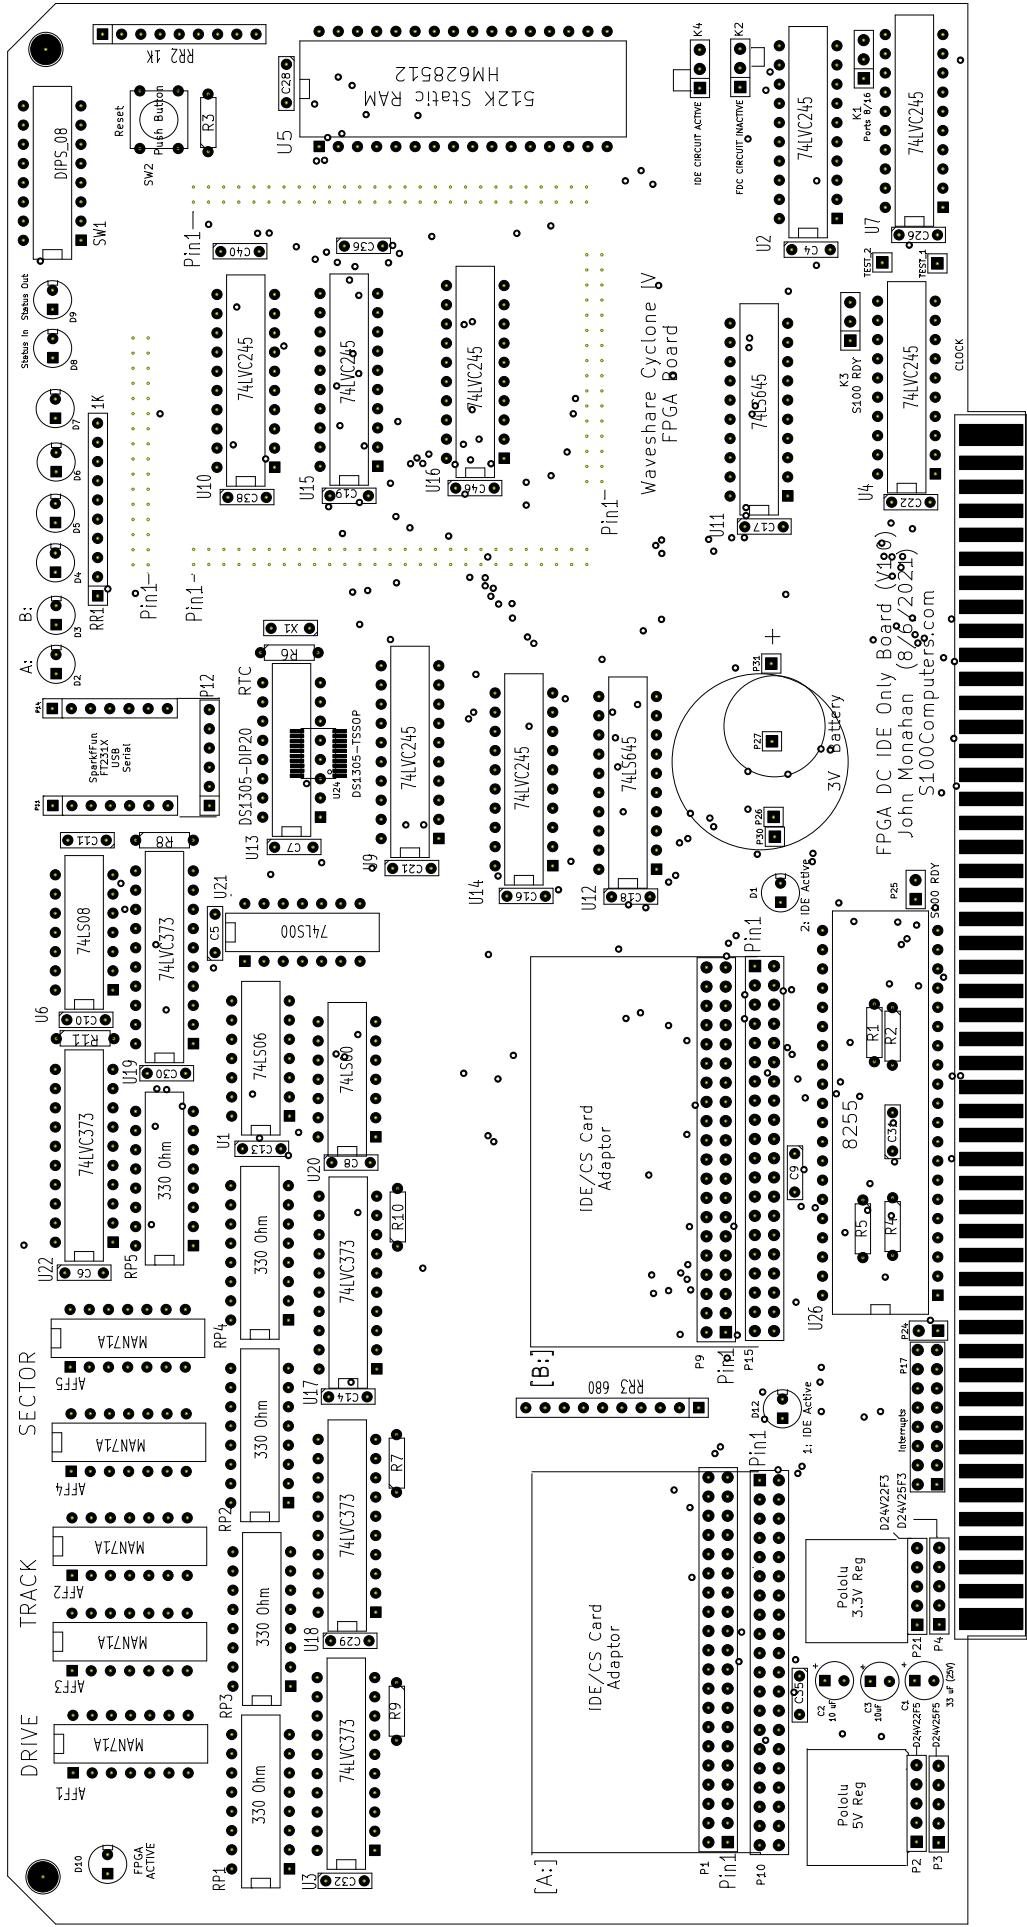 RR2 1K
K4
K2
C28
512K Static RAM
HM628512
U5
Reset
Push Button
SW2
R3
DIPS_08
SW1
IDE CIRCUIT ACTIVE
FDC CIRCUIT INACTIVE
74LVC245
U2
C4
K1
Ports 8/16
74LVC245
U7
C26
TEST_2
TEST_1
Pin1
C40
C36
Status Out
D9
Status In
D8
D7
D6
D5
D4
B:
D3
A:
D2
1K
RR1
Pin1
Pin1
74LVC245
U10
C38
74LVC245
U15
C19
74LVC245
U16
C46
Waveshare Cyclone IV
FPGA Board
Pin1
74LS645
U11
C17
K3
S100 RDY
74LVC245
U4
C22
CLOCK
FPGA DC IDE Only Board (V1.0)
John Monahan (8/6/2021)
S100Computers.com
X1
R6
RTC
DS1305-DIP20
U24
DS1305-TSSOP
U13
C7
P14
SparkfFun
FT231X
USB
Serial
P13
P12
74LVC245
U9
C21
74LVC245
U14
C16
74LS645
U12
C18
P31
+
P27
P26
P30
3V Battery
D1
2: IDE Active
P25
S000 RDY
C11
R8
74LS08
U6
C10
74LVC373
U19
C30
U21
C5
74LS00
R11
74LVC373
U22
C6
330 Ohm
RP5
74LS06
U1
C13
74LS00
U20
C8
330 Ohm
RP4
74LVC373
U17
C14
R10
IDE/CS Card
Adaptor
[B:]
Pin1
P9
Pin1
P15
C9
R1
R2
8255
C31
R5
R4
U26
P24
P17
Interrupts
SECTOR
MAN71A
AFF5
MAN71A
AFF4
TRACK
MAN71A
AFF2
MAN71A
AFF3
DRIVE
MAN71A
AFF1
330 Ohm
RP2
330 Ohm
RP3
330 Ohm
RP1
74LVC373
U18
C29
74LVC373
U3
C32
R7
R9
RR3 680
D12
1: IDE Active
Pin1
IDE/CS Card
Adaptor
[A:]
P1
Pin1
P10
C35
D24V22F3
D24V25F3
Pololu
3.3V Reg
P21
P4
+
C2
10 uF
+
C3
10uF
+
C1
33 uF (25V)
D24V22F5
D24V25F5
Pololu
5V Reg
P2
P3
D10
FPGA
ACTIVE